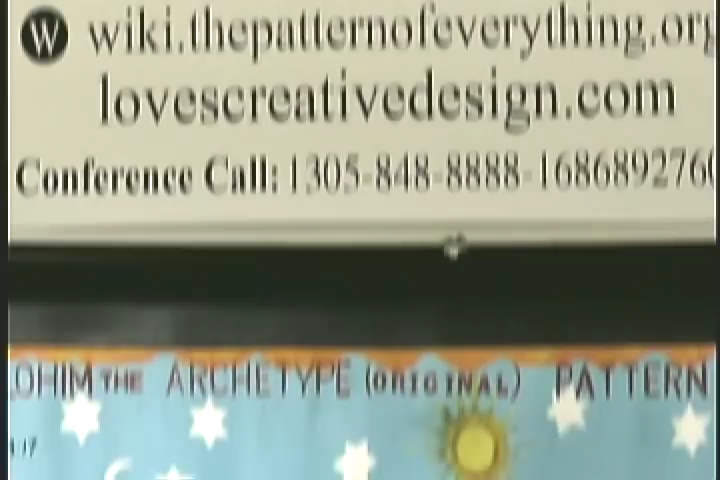 W wiki.thepatternofeverything.org
lovescreativedesign.com
Conference Call: 1305-848-8888-168689276
OHIM THE ARCHETYPE (ORIGINAL) PATTERN